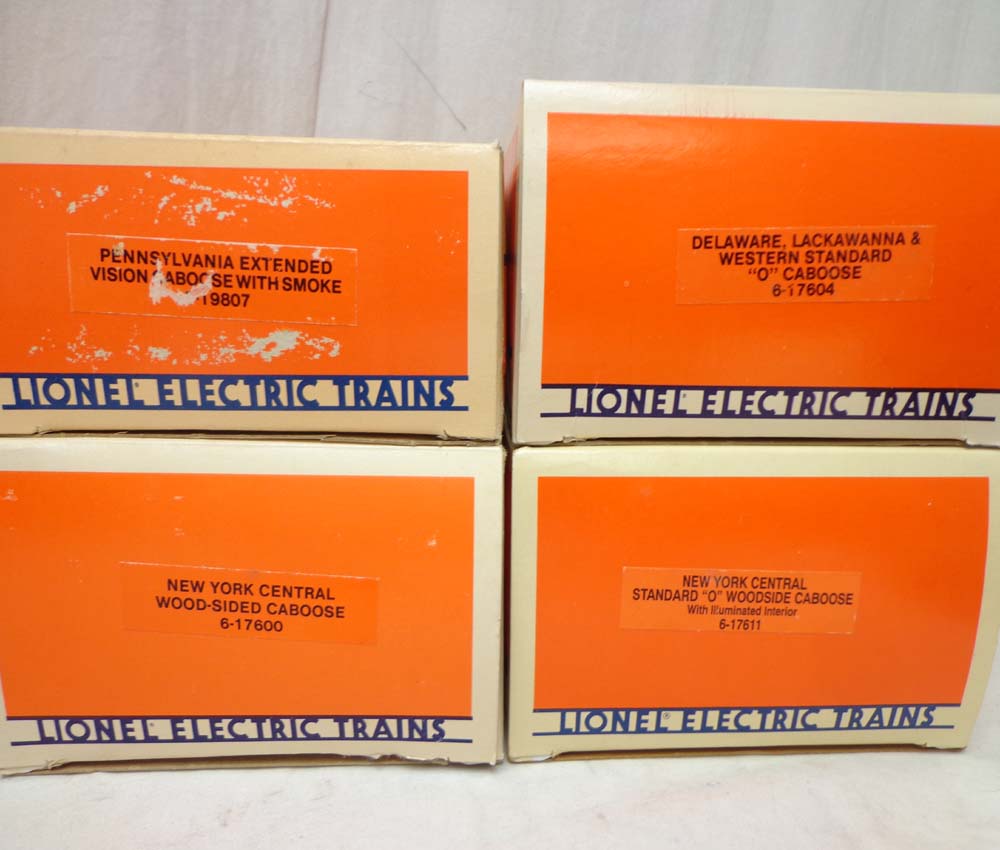 PENNSYLVANIA EXTENDED
VISION CABOOSE WITH SMOKE
-19807
LIONEL ELECTRIC TRAINS
DELAWARE, LACKAWANNA &
WESTERN STANDARD
"O" CABOOSE
6-17604
LIONEL ELECTRIC TRAINS
NEW YORK CENTRAL
WOOD-SIDED CABOOSE
6-17600
LIONEL ELECTRIC TRAINS
NEW YORK CENTRAL
STANDARD "O" WOODSIDE CABOOSE
With Illuminated Interior
6-17611
LIONEL® ELECTRIC TRAINS